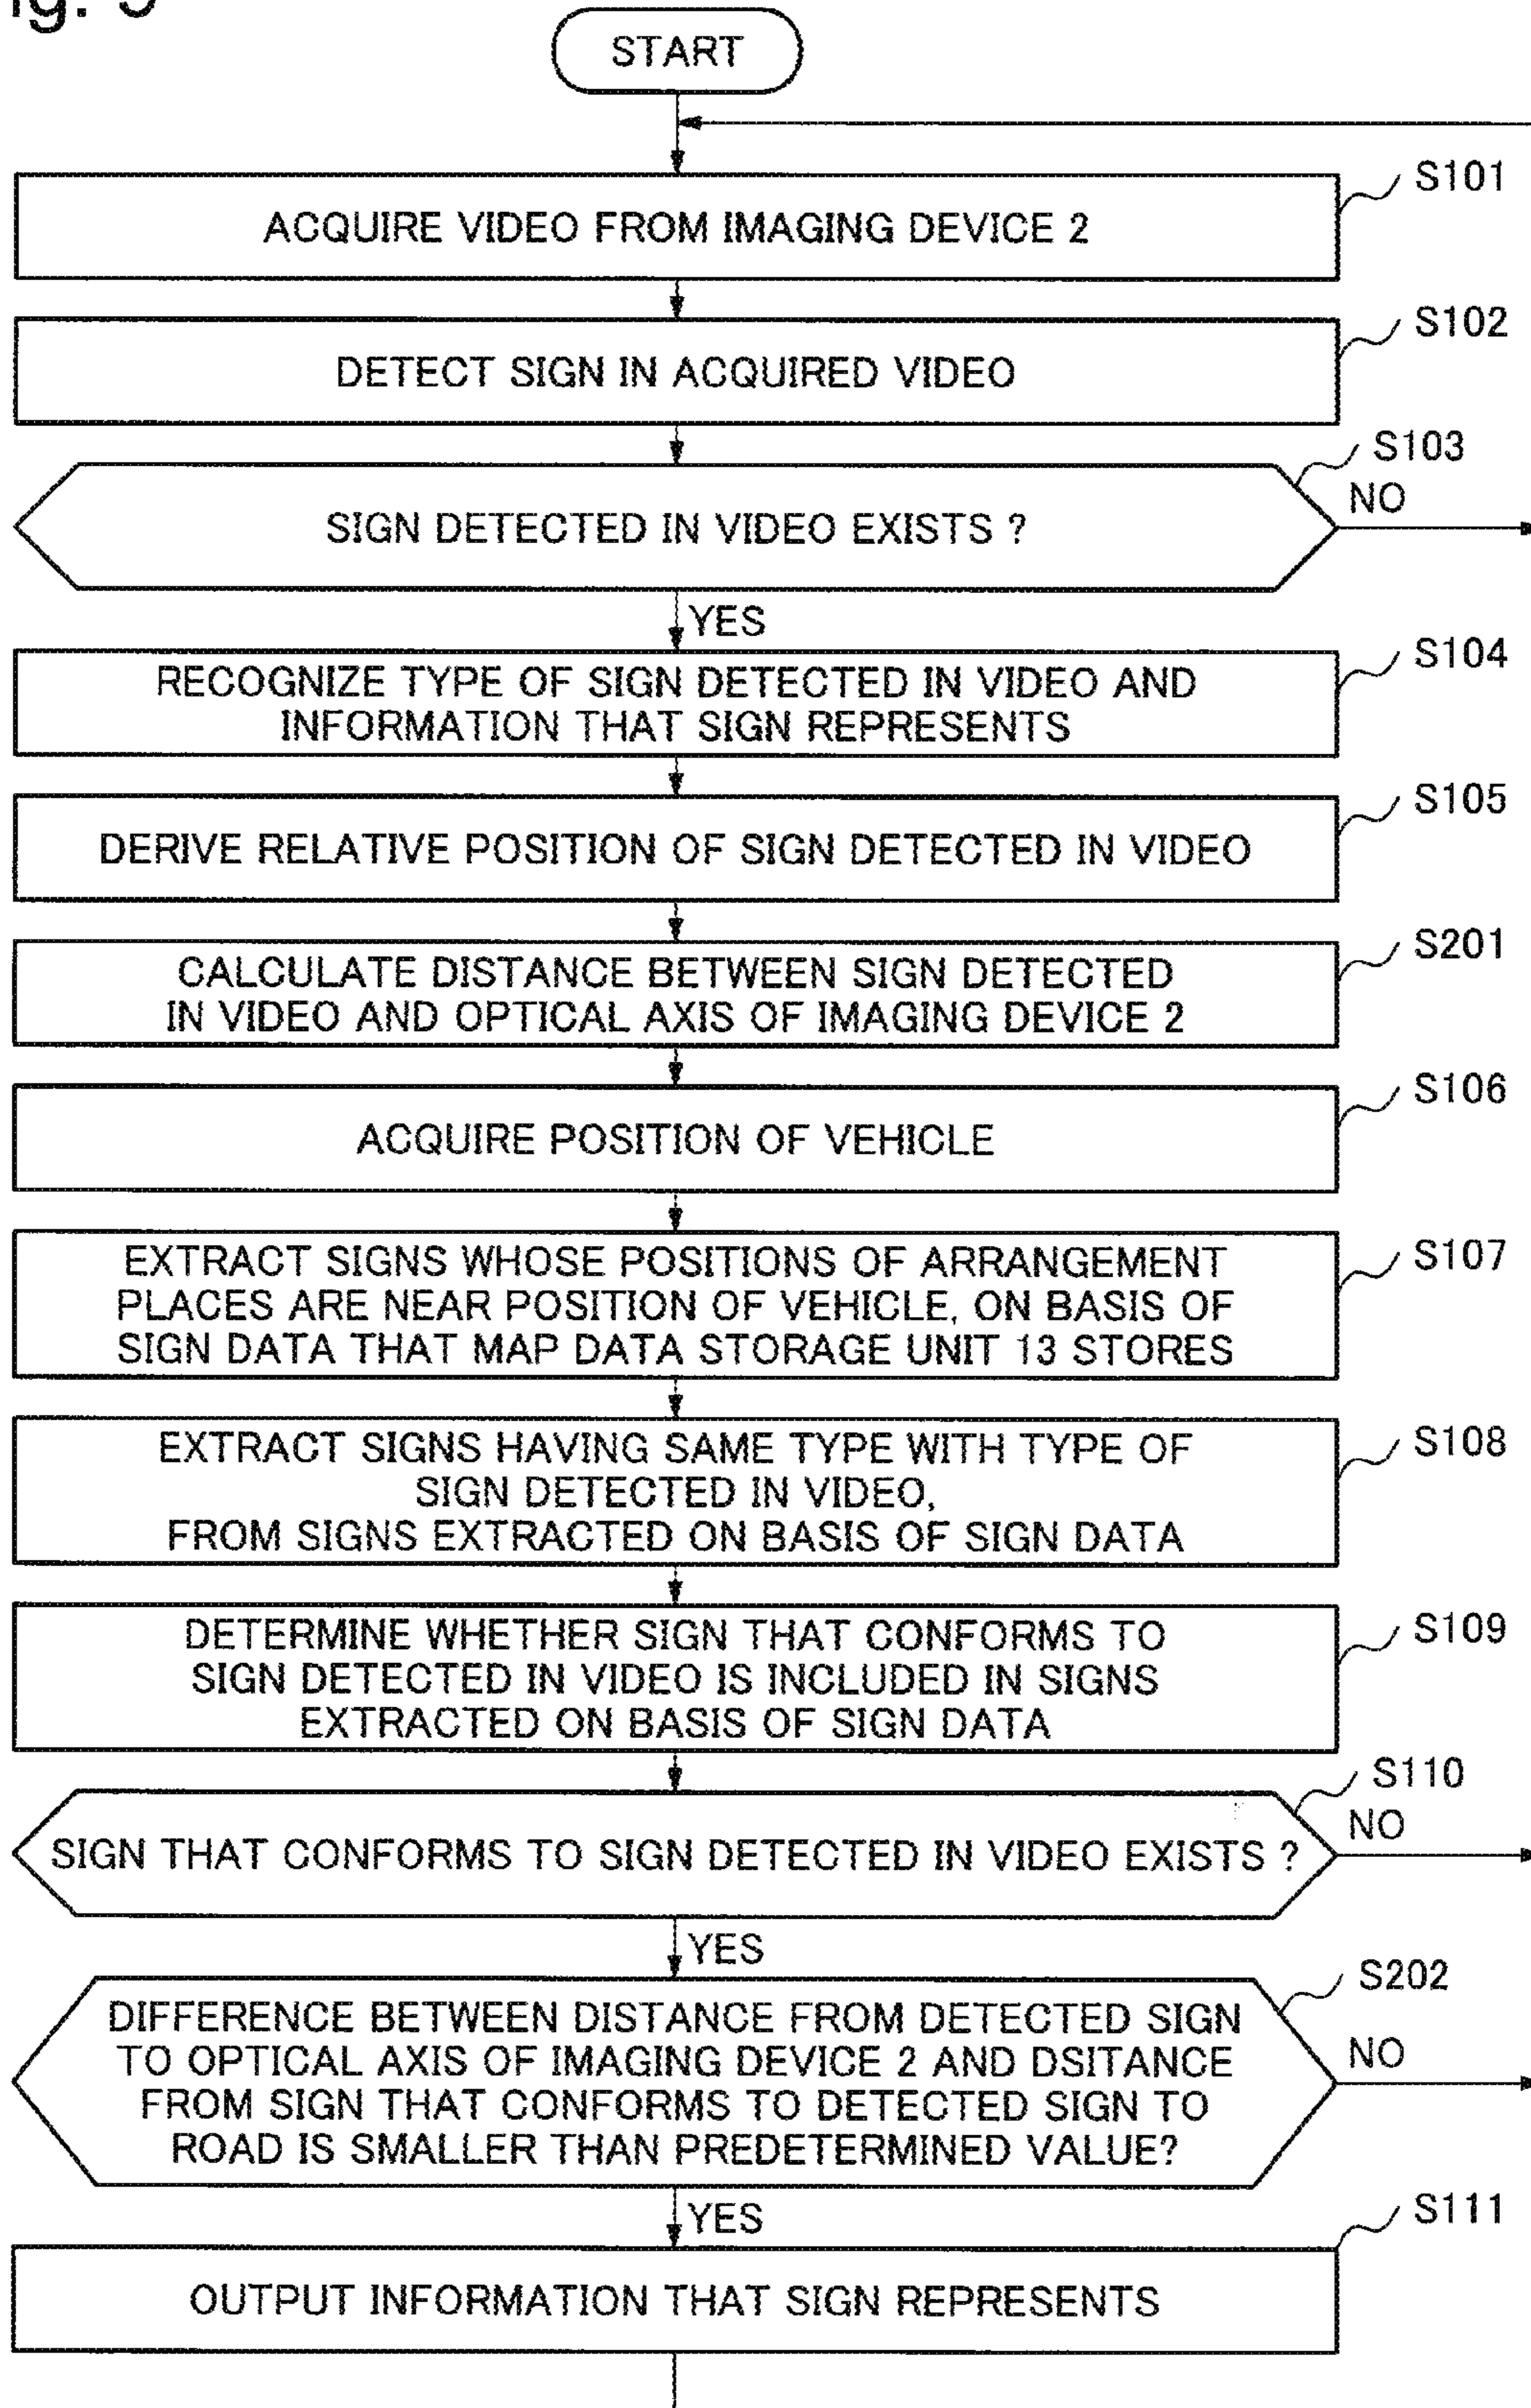 START
S101
ACQUIRE VIDEO FROM IMAGING DEVICE 2
S102
DETECT SIGN IN ACQUIRED VIDEO
S103
SIGN DETECTED IN VIDEO EXISTS ?
NO
YES
S104
RECOGNIZE TYPE OF SIGN DETECTED IN VIDEO AND
INFORMATION THAT SIGN REPRESENTS
S105
DERIVE RELATIVE POSITION OF SIGN DETECTED IN VIDEO
S201
CALCULATE DISTANCE BETWEEN SIGN DETECTED
IN VIDEO AND OPTICAL AXIS OF IMAGING DEVICE 2
S106
ACQUIRE POSITION OF VEHICLE
S107
EXTRACT SIGNS WHOSE POSITIONS OF ARRANGEMENT
PLACES ARE NEAR POSITION OF VEHICLE, ON BASIS OF
SIGN DATA THAT MAP DATA STORAGE UNIT 13 STORES
S108
EXTRACT SIGNS HAVING SAME TYPE WITH TYPE OF
SIGN DETECTED IN VIDEO,
FROM SIGNS EXTRACTED ON BASIS OF SIGN DATA
S109
DETERMINE WHETHER SIGN THAT CONFORMS TO
SIGN DETECTED IN VIDEO IS INCLUDED IN SIGNS
EXTRACTED ON BASIS OF SIGN DATA
S110
SIGN THAT CONFORMS TO SIGN DETECTED IN VIDEO EXISTS ?
NO
YES
S202
DIFFERENCE BETWEEN DISTANCE FROM DETECTED SIGN
TO OPTICAL AXIS OF IMAGING DEVICE 2 AND DSITANCE
FROM SIGN THAT CONFORMS TO DETECTED SIGN TO
ROAD IS SMALLER THAN PREDETERMINED VALUE?
NO
YES
S111
OUTPUT INFORMATION THAT SIGN REPRESENTS